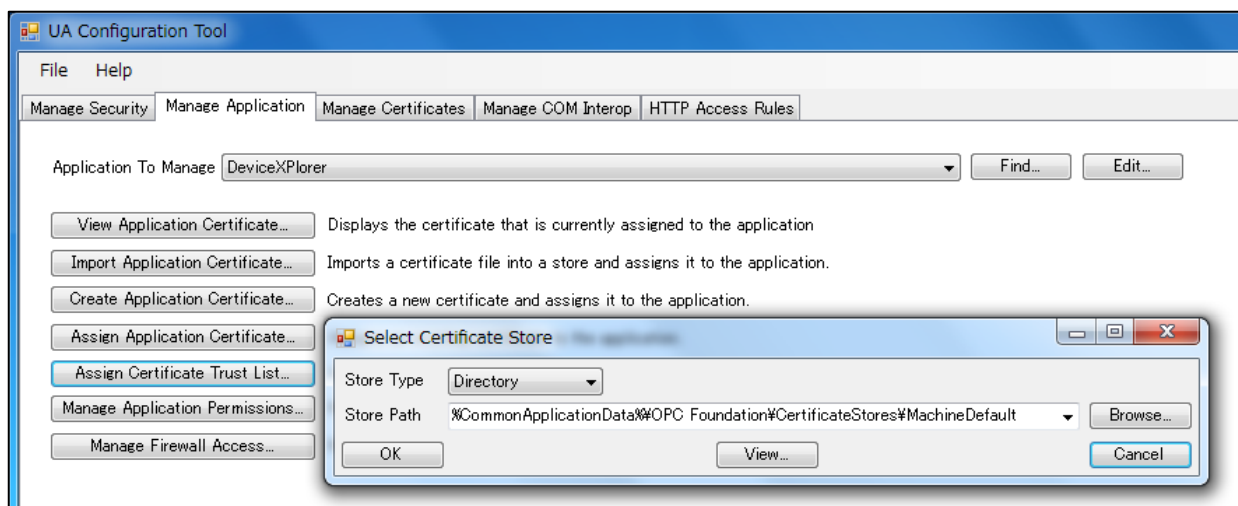 UA Configuration Tool
File Help
Manage Security Manage Application Manage Certificates Manage COM Interop HTTP Access Rules
Application To Manage DeviceXPlorer Find... Edit...
View Application Certificate... Displays the certificate that is currently assigned to the application
Import Application Certificate... Imports a certificate file into a store and assigns it to the application.
Create Application Certificate... Creates a new certificate and assigns it to the application.
Assign Application Certificate...
Select Certificate Store
Assign Certificate Trust List...
Store Type Directory
Manage Application Permissions...
Store Path %CommonApplicationData%¥OPC Foundation¥CertificateStores¥MachineDefault Browse...
Manage Firewall Access...
OK View... Cancel